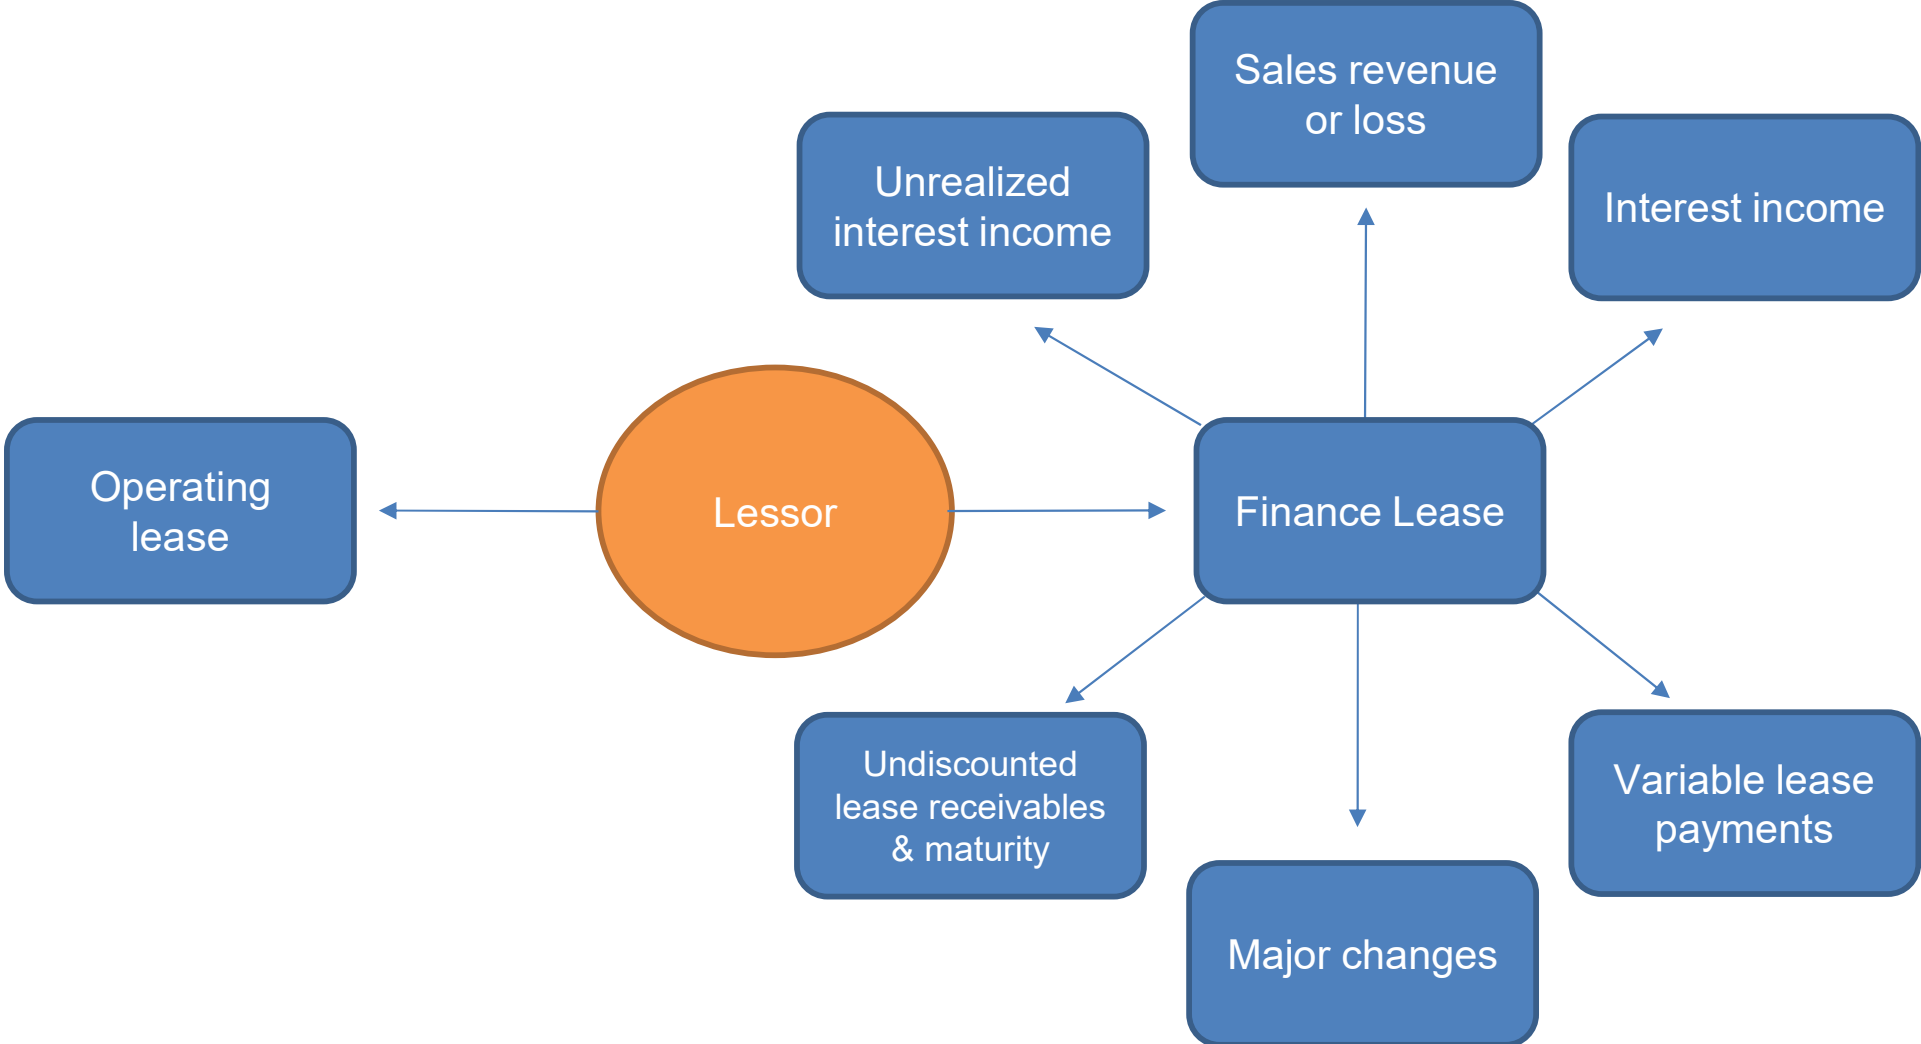 Sales revenue
or loss
Unrealized
interest income
Interest income
Operating
lease
Lessor
Finance Lease
Undiscounted
lease receivables
& maturity
Variable lease
payments
Major changes